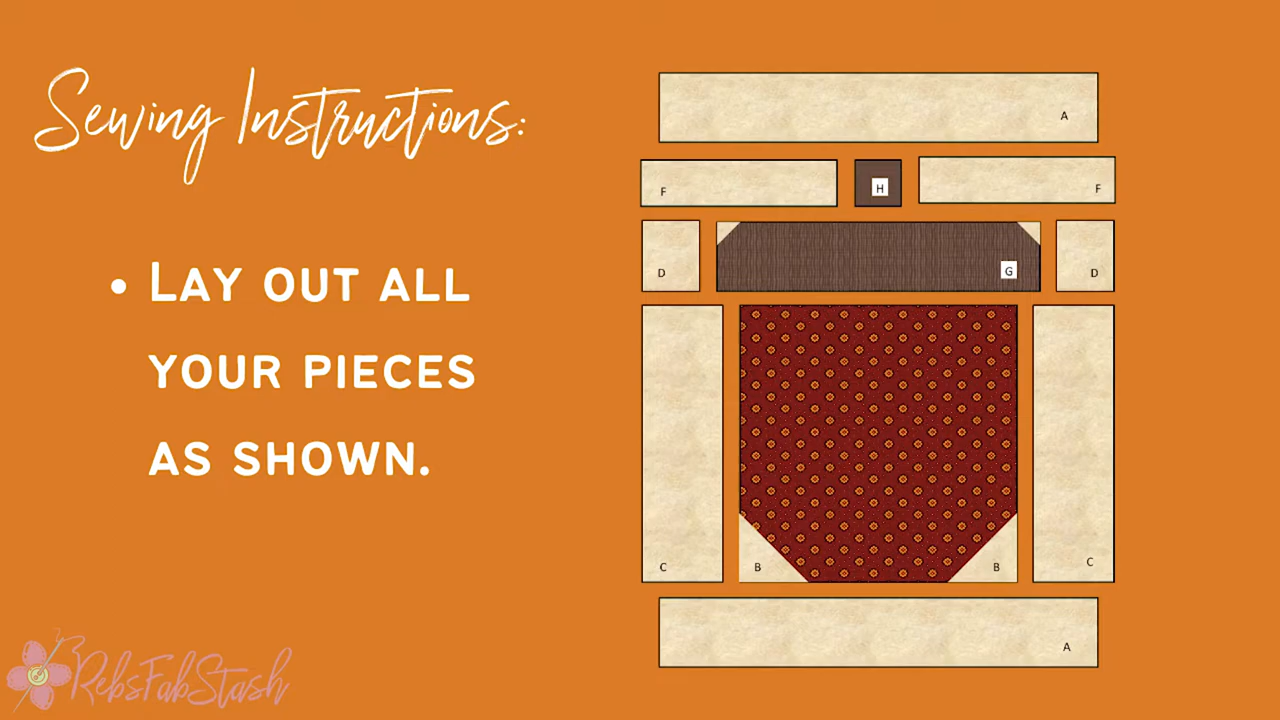 Sewing Instructions:
• LAY OUT ALL
YOUR PIECES
AS SHOWN.
A
F H F
D G D
C B B C
A
RebsFabStash